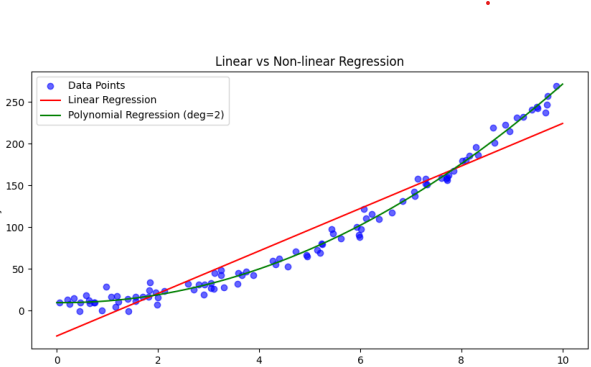 Linear vs Non-linear Regression
Data Points
Linear Regression
Polynomial Regression (deg=2)
250
200
150
100
50
0
0 2 4 6 8 10